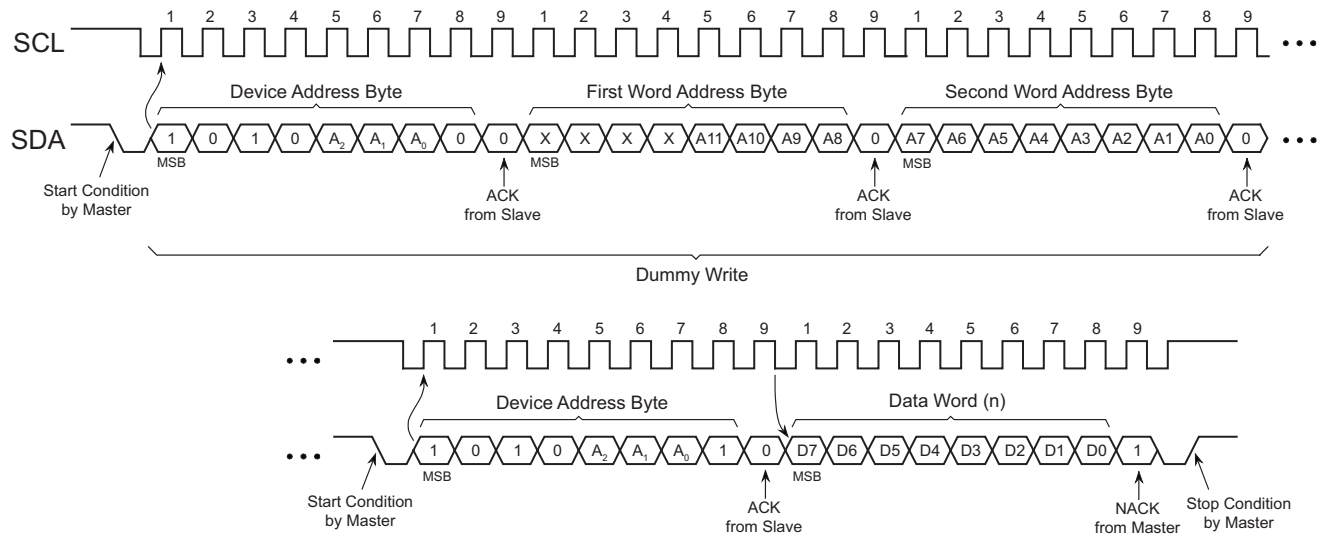 1 2 3 4 5 6 7 8 9 1 2 3 4 5 6 7 8 9 1 2 3 4 5 6 7 8 9
SCL
Device Address Byte First Word Address Byte Second Word Address Byte
SDA 1 0 1 0 A₂ A₁ A₀ 0 0 X X X X A11 A10 A9 A8 0 A7 A6 A5 A4 A3 A2 A1 A0 0
MSB MSB MSB
Start Condition
by Master
ACK
from Slave
ACK
from Slave
ACK
from Slave
Dummy Write
1 2 3 4 5 6 7 8 9 1 2 3 4 5 6 7 8 9
Device Address Byte Data Word (n)
1 0 1 0 A₂ A₁ A₀ 1 0 D7 D6 D5 D4 D3 D2 D1 D0 1
MSB MSB
Start Condition
by Master
ACK
from Slave
NACK
from Master
Stop Condition
by Master